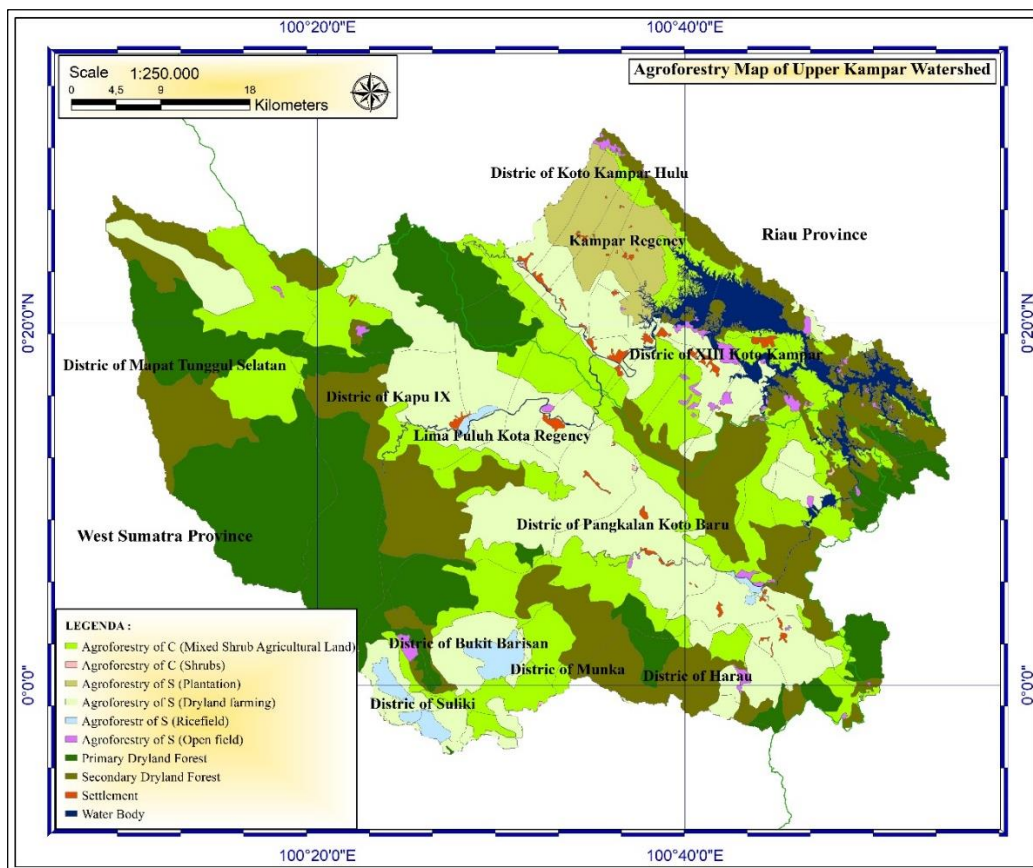 100°20'0"E
100°40'0"E
Scale 1:250.000
0 4,5 9 18
Kilometers
Agroforestry Map of Upper Kampar Watershed
Distric of Koto Kampar Hulu
Kampar Regency
Riau Province
0°20'0"N
0°20'0"N
Distric of XIII Koto Kampar
Distric of Mapat Tunggul Selatan
Distric of Kapu IX
Lima Puluh Kota Regency
Distric of Pangkalan Koto Baru
West Sumatra Province
Distric of Bukit Barisan
Distric of Munka
Distric of Harau
Distric of Suliki
0°0'0"
0°0'0"
LEGENDA :
Agroforestry of C (Mixed Shrub Agricultural Land)
Agroforestry of C (Shrubs)
Agroforestry of S (Plantation)
Agroforestry of S (Dryland farming)
Agroforestr of S (Ricefield)
Agroforestry of S (Open field)
Primary Dryland Forest
Secondary Dryland Forest
Settlement
Water Body
100°20'0"E
100°40'0"E